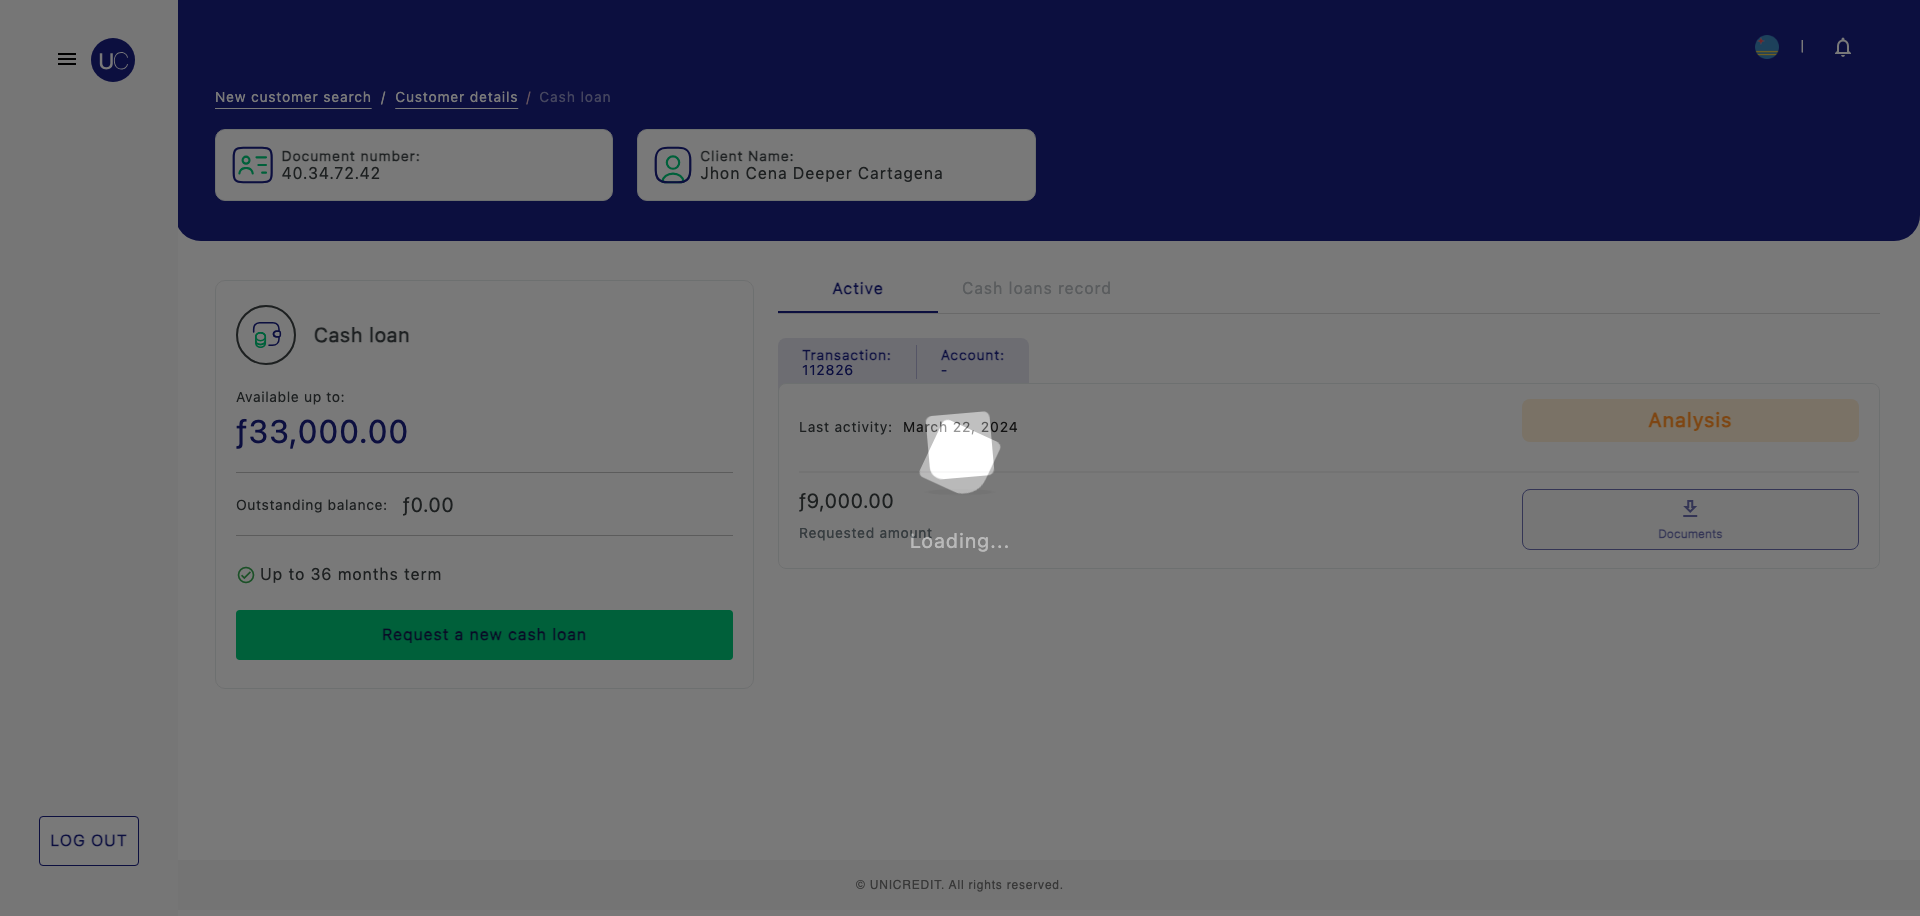 UC
New customer search / Customer details / Cash loan
Document number:
40.34.72.42
Client Name:
Jhon Cena Deeper Cartagena
Cash loan
Available up to:
ƒ33,000.00
Outstanding balance: ƒ0.00
Up to 36 months term
Request a new cash loan
Active
Cash loans record
Transaction:
112826
Account:
-
Last activity: March 22, 2024
Analysis
ƒ9,000.00
Requested amount
Documents
Loading...
LOG OUT
© UNICREDIT. All rights reserved.